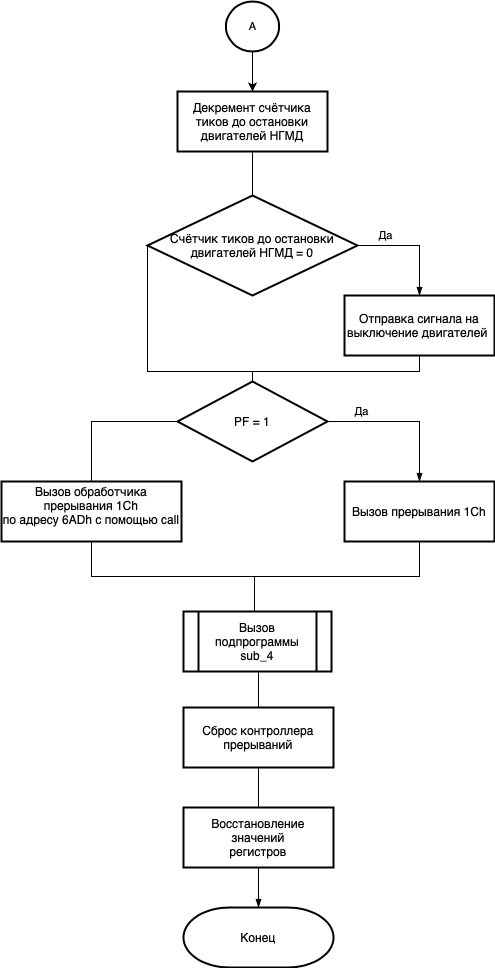 A
Декремент счётчика
тиков до остановки
двигателей НГМД
Счётчик тиков до остановки
двигателей НГМД = 0
Да
Отправка сигнала на
выключение двигателей
PF = 1
Да
Вызов обработчика
прерывания 1Ch
по адресу 6ADh с помощью call
Вызов прерывания 1Ch
Вызов
подпрограммы
sub_4
Сброс контроллера
прерываний
Восстановление
значений
регистров
Конец